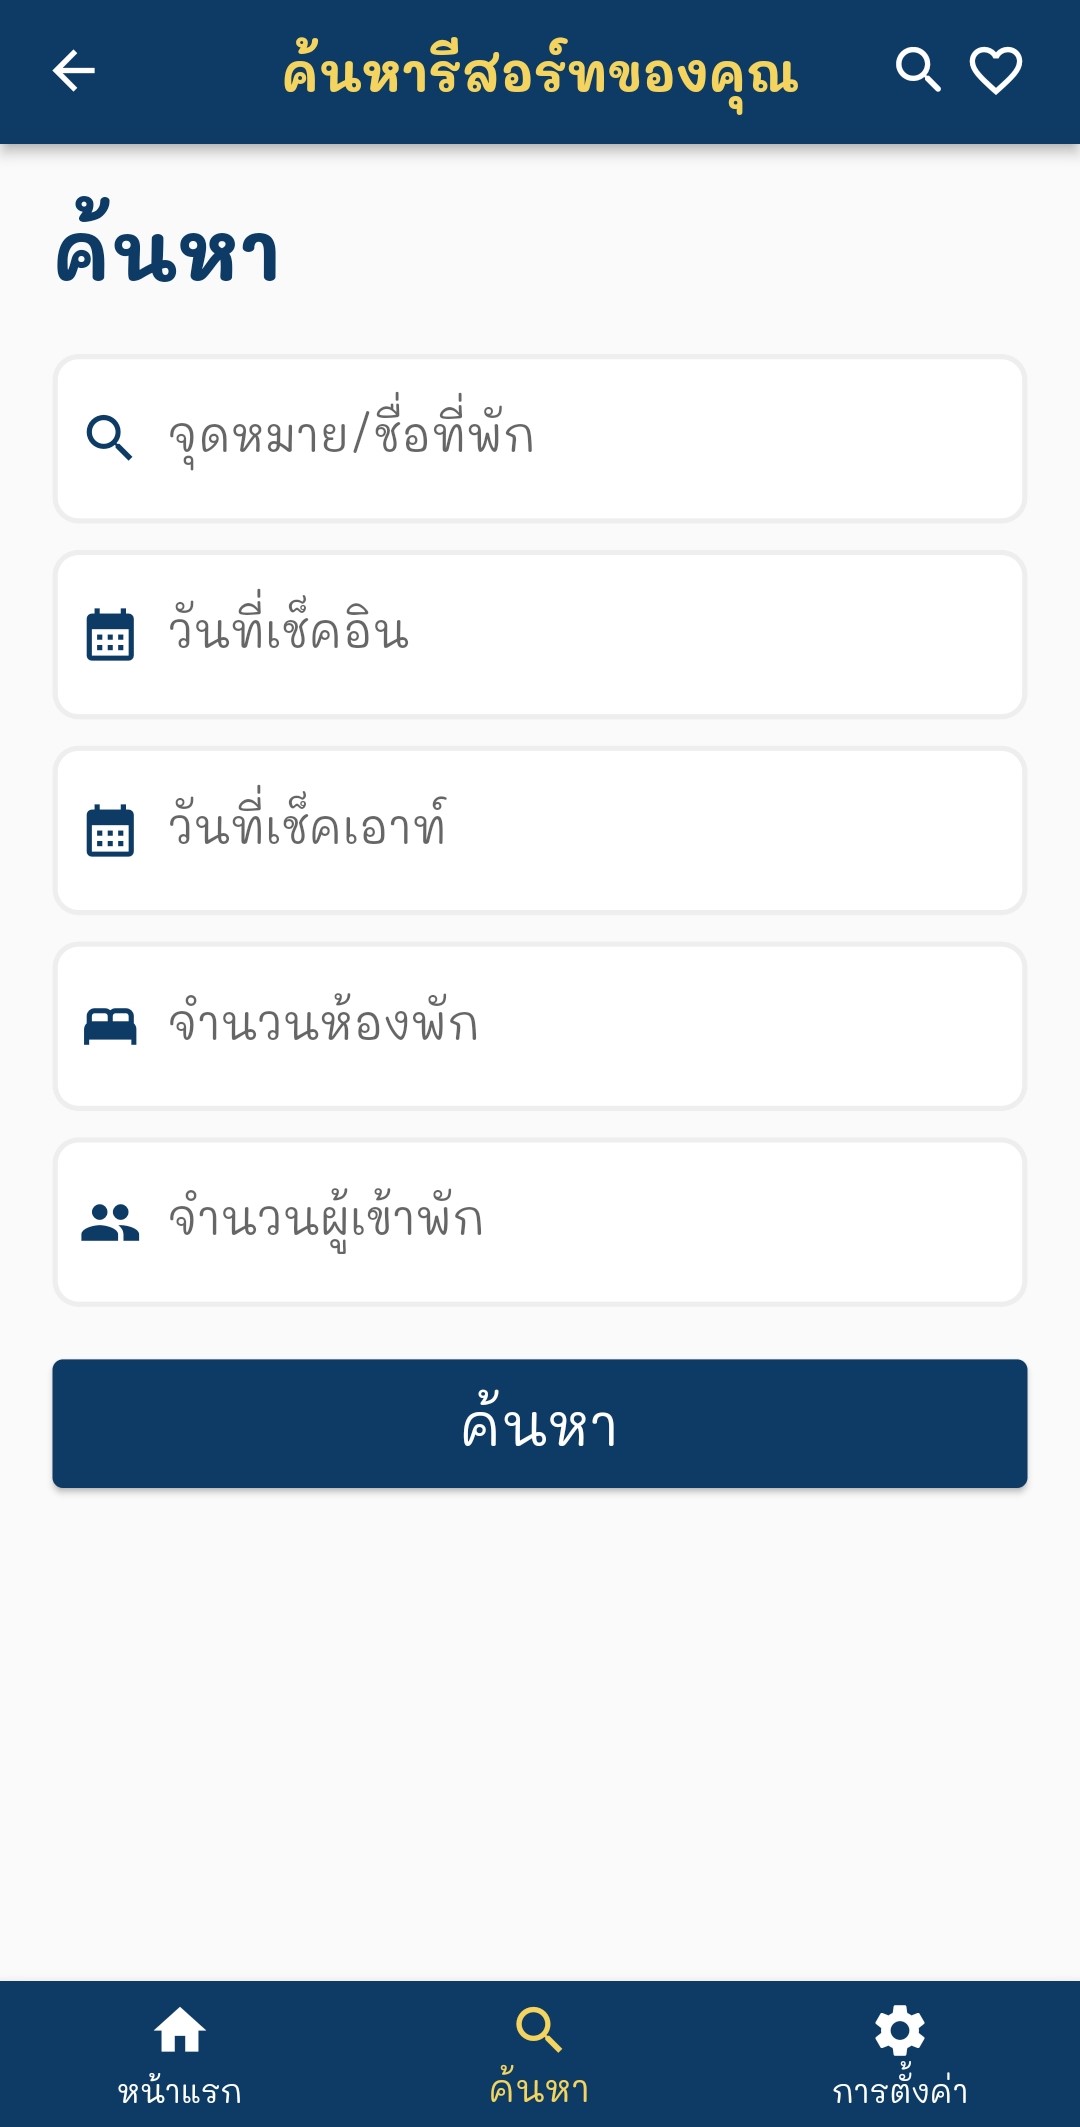 ค้นหารีสอร์ทของคุณ
ค้นหา
จุดหมาย/ชื่อที่พัก
วันที่เช็คอิน
วันที่เช็คเอาท์
จำนวนห้องพัก
จำนวนผู้เข้าพัก
ค้นหา
หน้าแรก
ค้นหา
การตั้งค่า